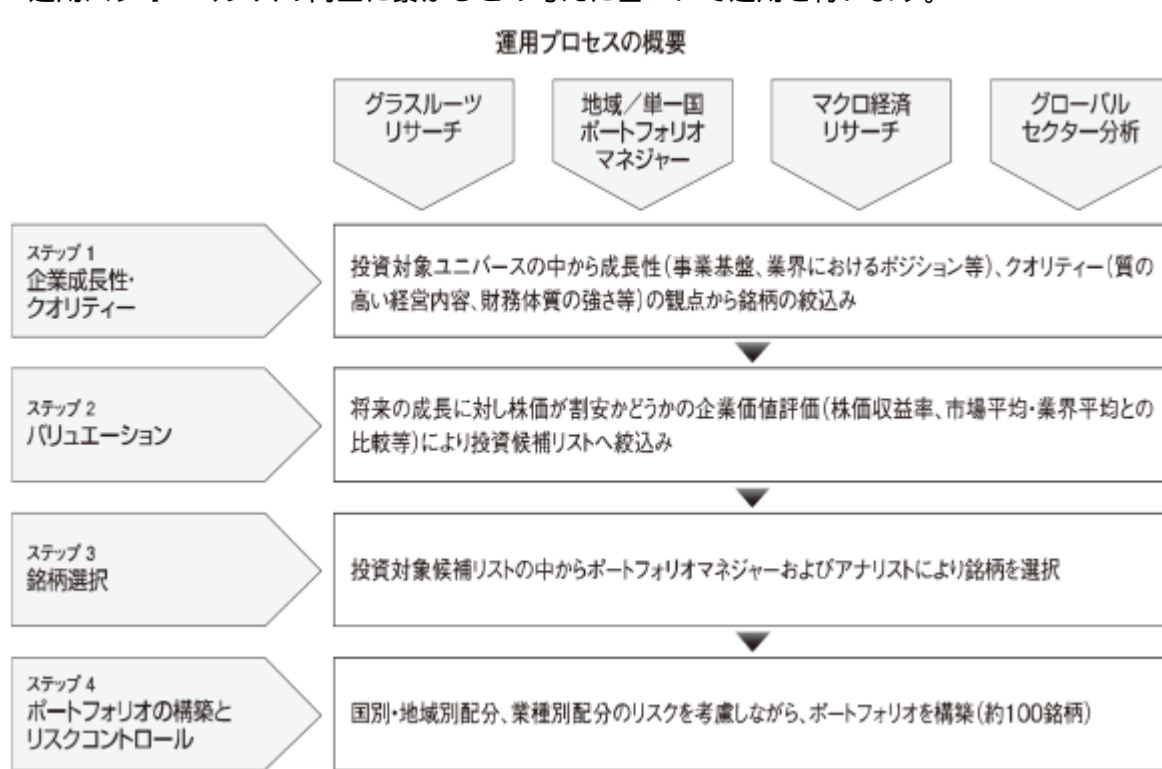 運用プロセスの概要
グラスルーツ
リサーチ
地域／単一国
ポートフォリオ
マネジャー
マクロ経済
リサーチ
グローバル
セクター分析
ステップ 1
企業成長性・
クオリティー
投資対象ユニバースの中から成長性(事業基盤、業界におけるポジション等)、クオリティー(質の
高い経営内容、財務体質の強さ等)の観点から銘柄の絞込み
ステップ 2
バリュエーション
将来の成長に対し株価が割安かどうかの企業価値評価(株価収益率、市場平均・業界平均との
比較等)により投資候補リストへ絞込み
ステップ 3
銘柄選択
投資対象候補リストの中からポートフォリオマネジャーおよびアナリストにより銘柄を選択
ステップ 4
ポートフォリオの構築と
リスクコントロール
国別・地域別配分、業種別配分のリスクを考慮しながら、ポートフォリオを構築(約100銘柄)